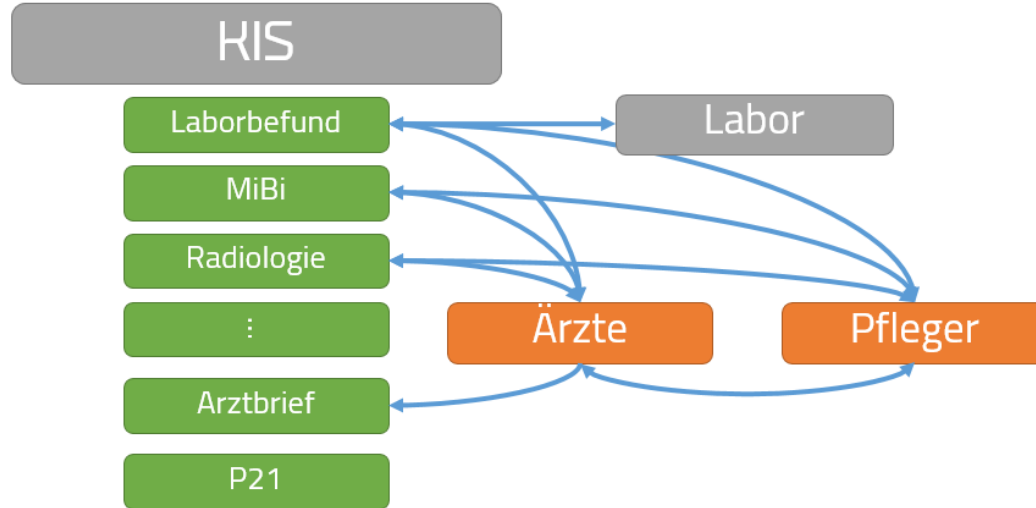 KIS
Laborbefund
Labor
MiBi
Radiologie
⋮
Ärzte
Pfleger
Arztbrief
P21